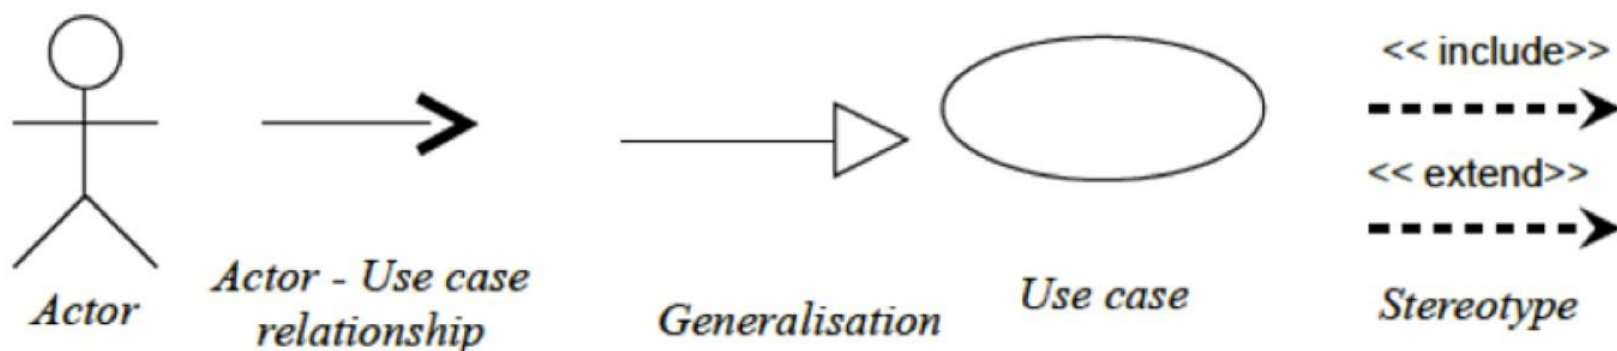 << include>>
<< extend>>
Actor
Actor - Use case
relationship
Generalisation
Use case
Stereotype